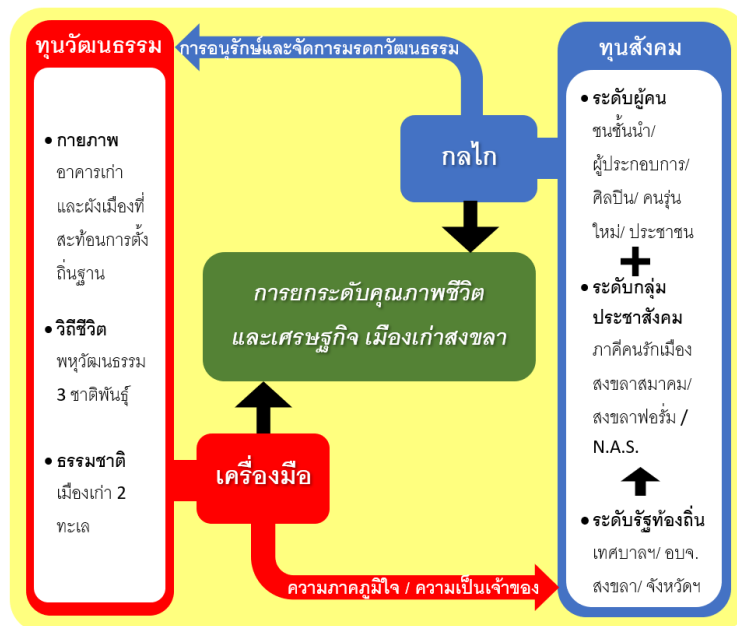 ทุนวัฒนธรรม
• กายภาพ
อาคารเก่า
และผังเมืองที่
สะท้อนการตั้ง
ถิ่นฐาน
• วิถีชีวิต
พหุวัฒนธรรม
3 ชาติพันธุ์
• ธรรมชาติ
เมืองเก่า 2
ทะเล
การอนุรักษ์และจัดการมรดกวัฒนธรรม
กลไก
การยกระดับคุณภาพชีวิต
และเศรษฐกิจ เมืองเก่าสงขลา
เครื่องมือ
ความภาคภูมิใจ / ความเป็นเจ้าของ
ทุนสังคม
• ระดับผู้คน
ชนชั้นนำ/
ผู้ประกอบการ/
ศิลปิน/ คนรุ่น
ใหม่/ ประชาชน
+
• ระดับกลุ่ม
ประชาสังคม
ภาคีคนรักเมือง
สงขลาสมาคม/
สงขลาฟอรั่ม /
N.A.S.
• ระดับรัฐท้องถิ่น
เทศบาลฯ/ อบจ.
สงขลา/ จังหวัดฯ